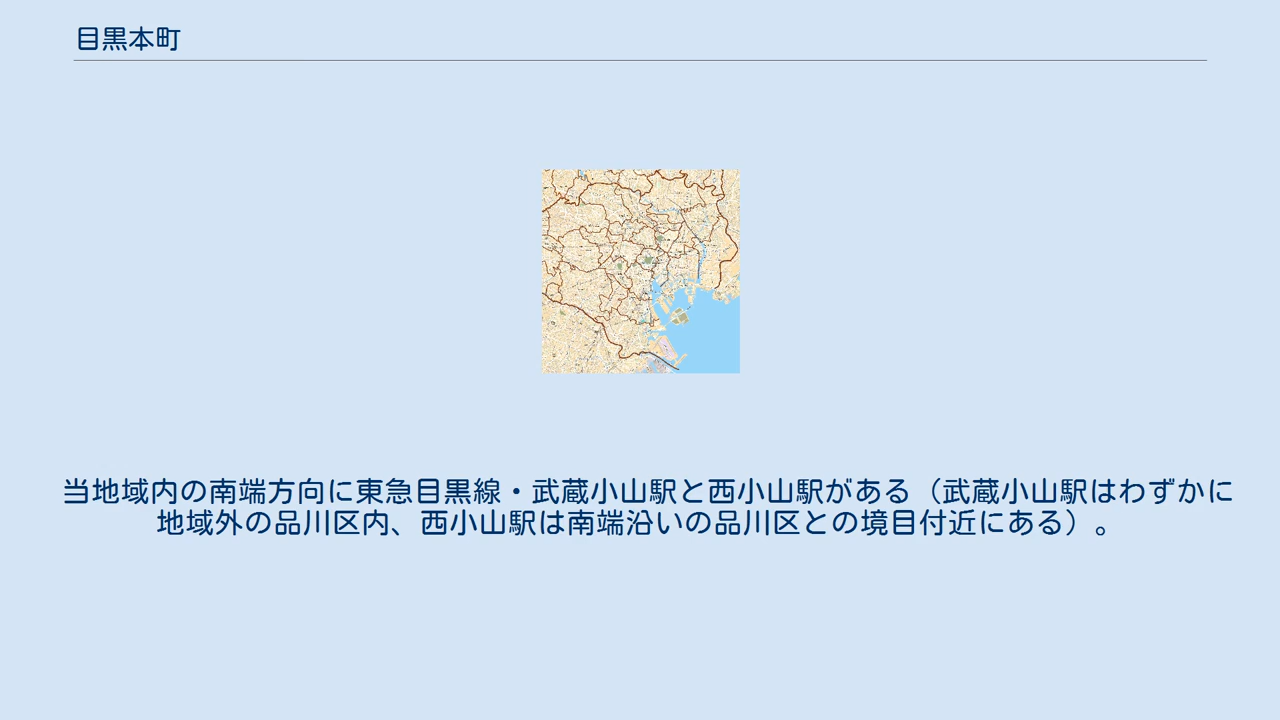 目黒本町
当地域内の南端方向に東急目黒線・武蔵小山駅と西小山駅がある（武蔵小山駅はわずかに
地域外の品川区内、西小山駅は南端沿いの品川区との境目付近にある）。